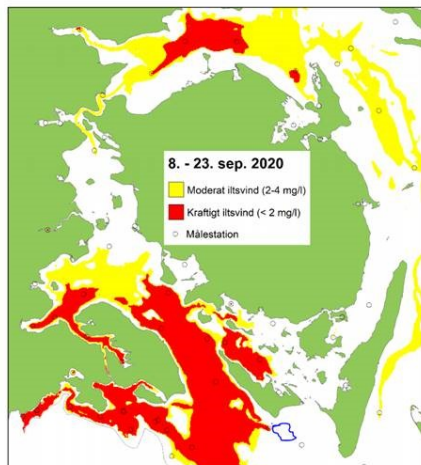 8. - 23. sep. 2020
Moderat iltsvind (2-4 mg/l)
Kraftigt iltsvind (< 2 mg/l)
Målestation